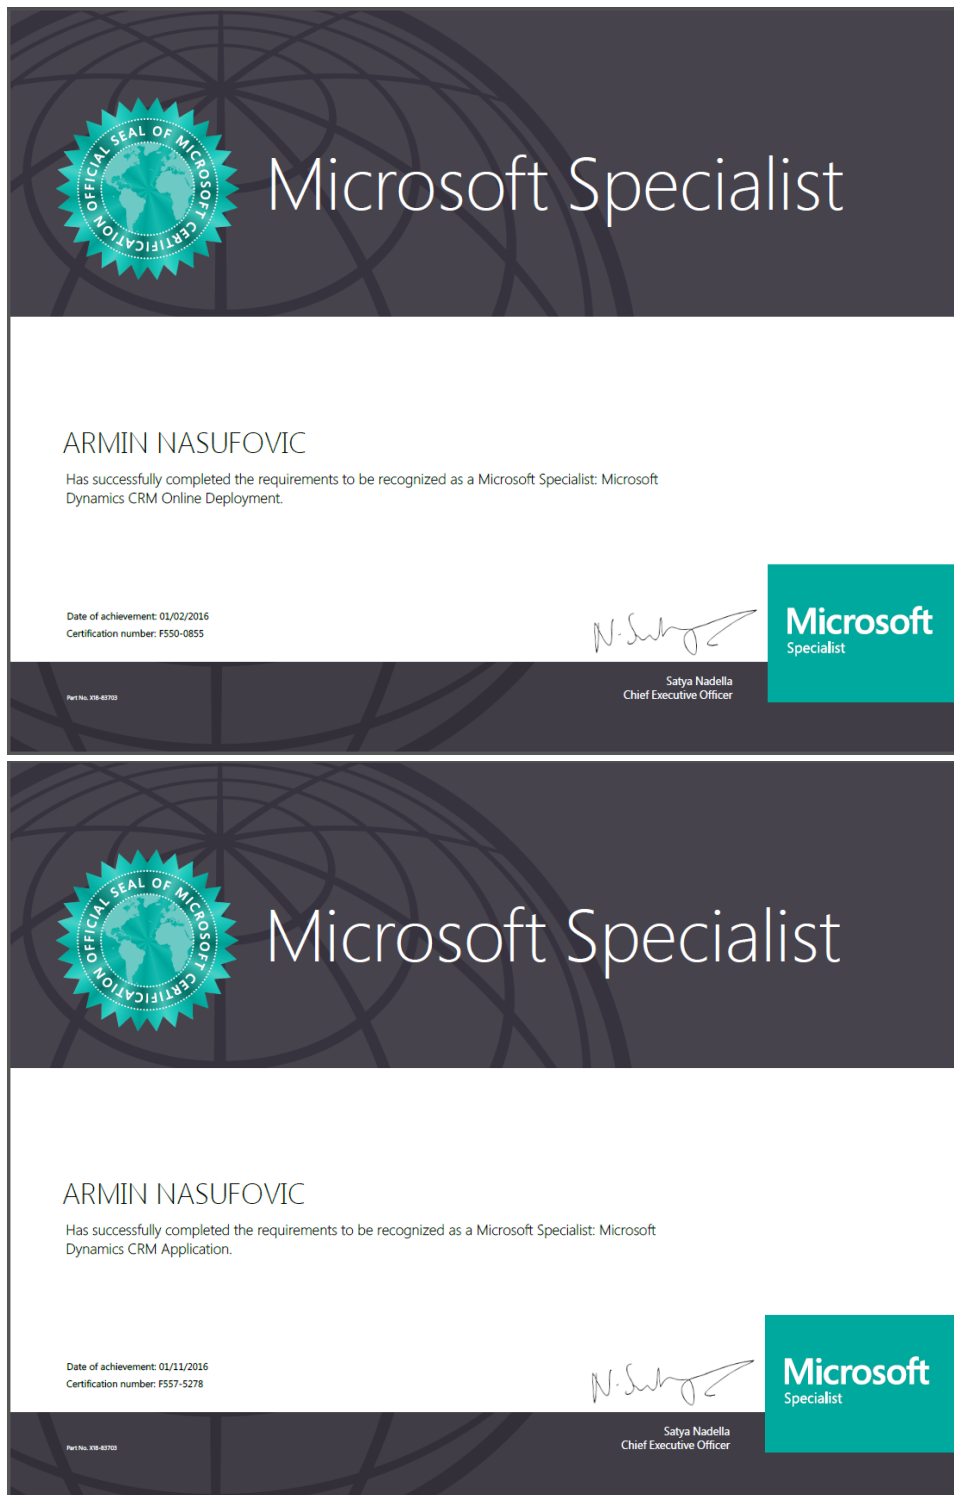 OFFICIAL SEAL OF MICROSOFT CERTIFICATION
Microsoft Specialist
ARMIN NASUFOVIC
Has successfully completed the requirements to be recognized as a Microsoft Specialist: Microsoft
Dynamics CRM Online Deployment.
Date of achievement: 01/02/2016
Certification number: F550-0855
Microsoft
Specialist
Satya Nadella
Chief Executive Officer
Part No. X18-83703
OFFICIAL SEAL OF MICROSOFT CERTIFICATION
Microsoft Specialist
ARMIN NASUFOVIC
Has successfully completed the requirements to be recognized as a Microsoft Specialist: Microsoft
Dynamics CRM Application.
Date of achievement: 01/11/2016
Certification number: F557-5278
Microsoft
Specialist
Satya Nadella
Chief Executive Officer
Part No. X18-83703